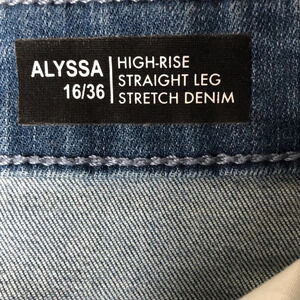 ALYSSA
16/36
HIGH-RISE
STRAIGHT LEG
STRETCH DENIM